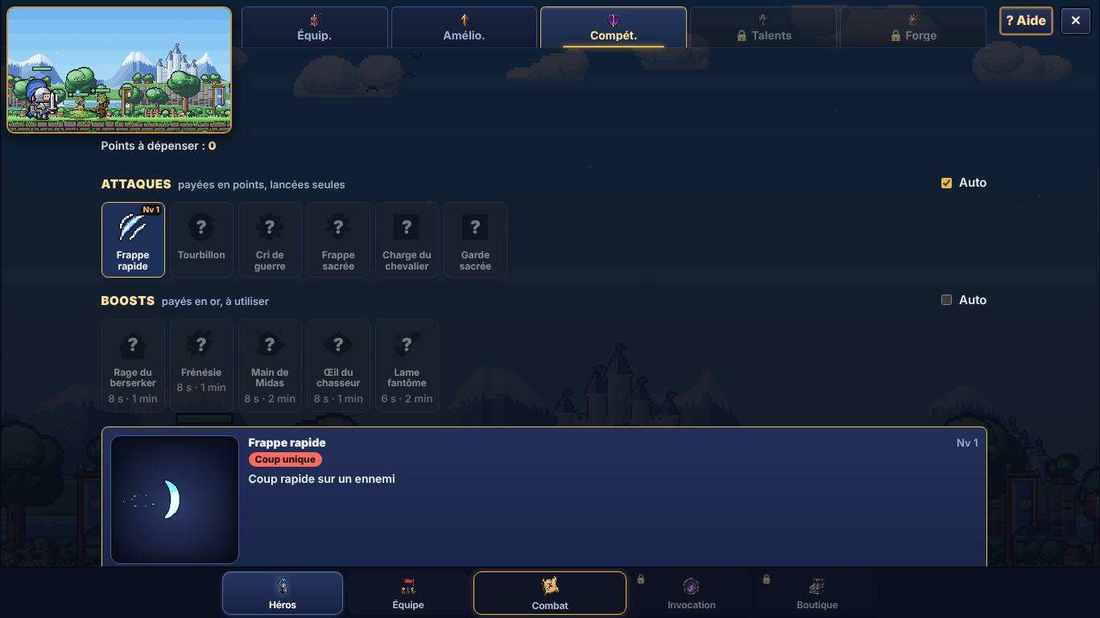 Équip.
Amélio.
Compét.
Talents
Forge
? Aide
×
Points à dépenser : 0
ATTAQUES payées en points, lancées seules
Auto
Nv 1
Frappe rapide
?
Tourbillon
?
Cri de guerre
?
Frappe sacrée
?
Charge du chevalier
?
Garde sacrée
BOOSTS payés en or, à utiliser
Auto
?
Rage du berserker
8 s · 1 min
?
Frénésie
8 s · 1 min
?
Main de Midas
8 s · 2 min
?
Œil du chasseur
8 s · 1 min
?
Lame fantôme
6 s · 2 min
Frappe rapide
Nv 1
Coup unique
Coup rapide sur un ennemi
Héros
Équipe
Combat
Invocation
Boutique